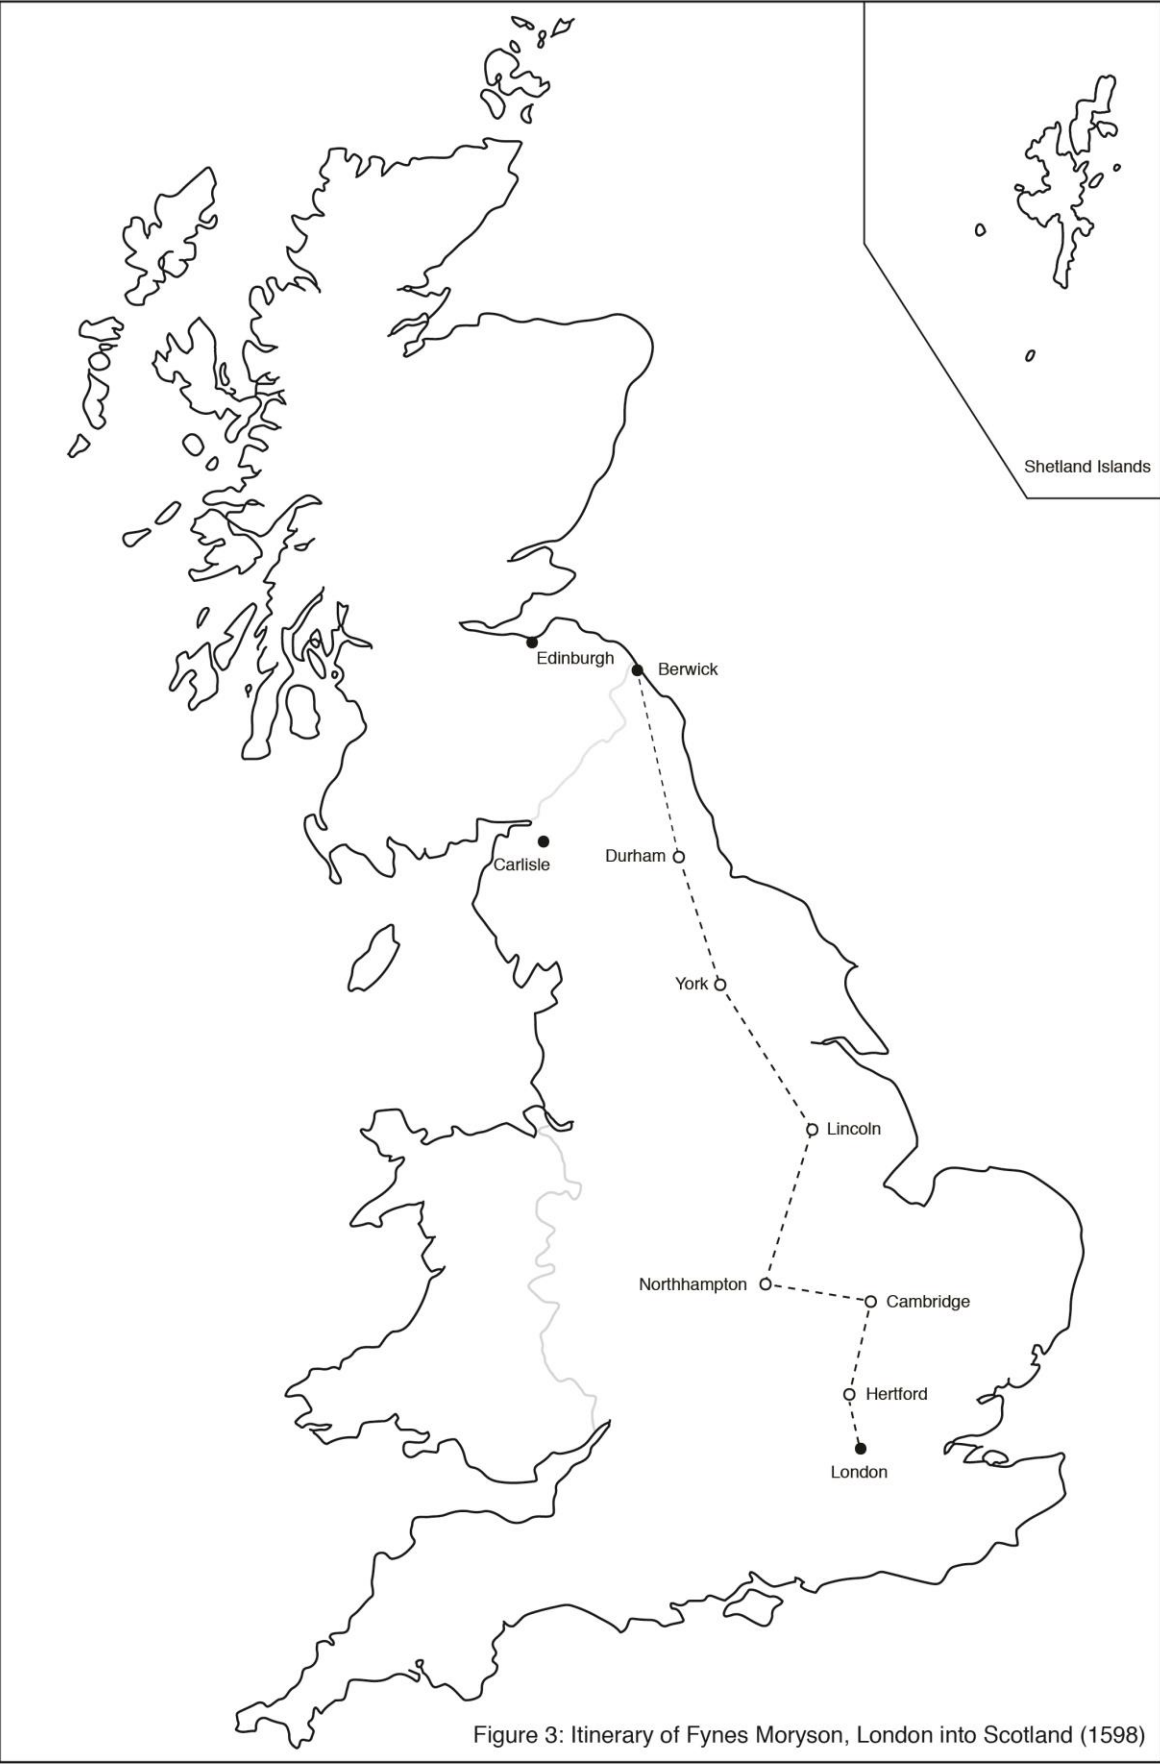 Shetland Islands
Edinburgh
Berwick
Durham
Carlisle
York
Lincoln
Northhampton
Cambridge
Hertford
London
Figure 3: Itinerary of Fynes Moryson, London into Scotland (1598)